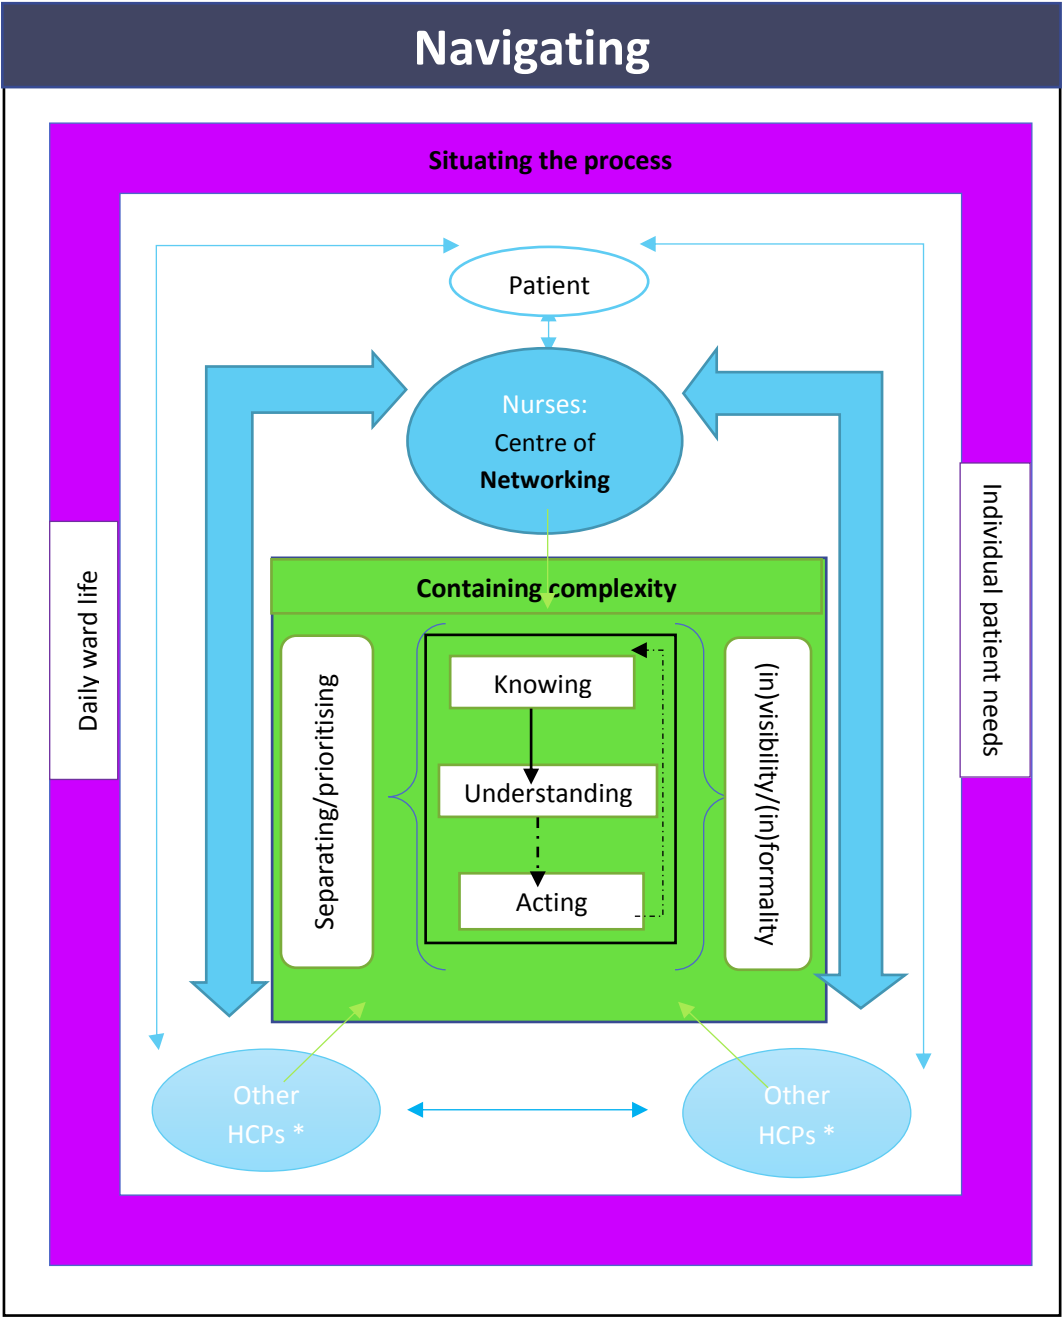 Navigating
Situating the process
Patient
Nurses:
Centre of
Networking
Daily ward life
Individual patient needs
Containing complexity
Separating/prioritising
Knowing
Understanding
Acting
(in)visibility/(in)formality
Other
HCPs *
Other
HCPs *